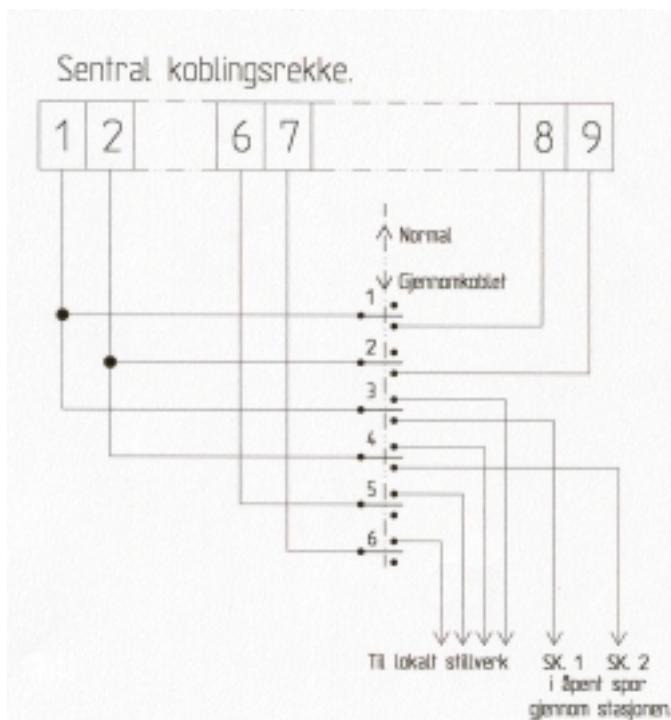 Sentral koblingsrekke.
1 2 6 7 8 9
Normal
Gjennomkoblet
1
2
3
4
5
6
Til lokalt stillverk SK. 1 SK. 2
i åpent spor
gjennom stasjonen.